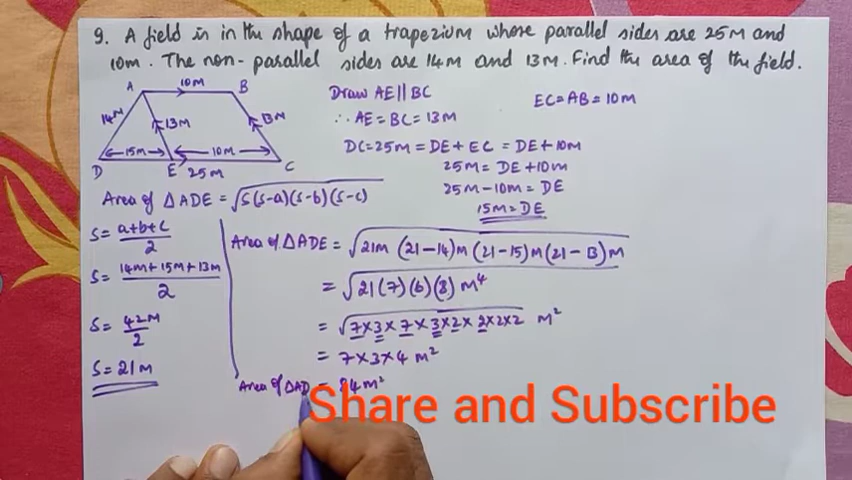 9. A field is in the shape of a trapezium whose parallel sides are 25M and
10m. The non-parallel sides are 14M and 13M. Find the area of the field.
A 10M B
14M 13M 13M
15M 10M
D E 25M C
Draw AE||BC
∴ AE=BC=13M
EC=AB=10M
DC=25M=DE+EC=DE+10M
25M=DE+10M
25M-10M=DE
15M=DE
Area of ΔADE=√S(S-a)(S-b)(S-c)
S=a+b+c/2
S=14M+15M+13M/2
S=42M/2
S=21M
Area of ΔADE=√21M (21-14)M (21-15)M (21-13)M
=√21(7)(6)(8) M⁴
=√7×3×7×3×2×2×2×2 M²
=7×3×4 M²
Area of ΔAD = 84M²
Share and Subscribe